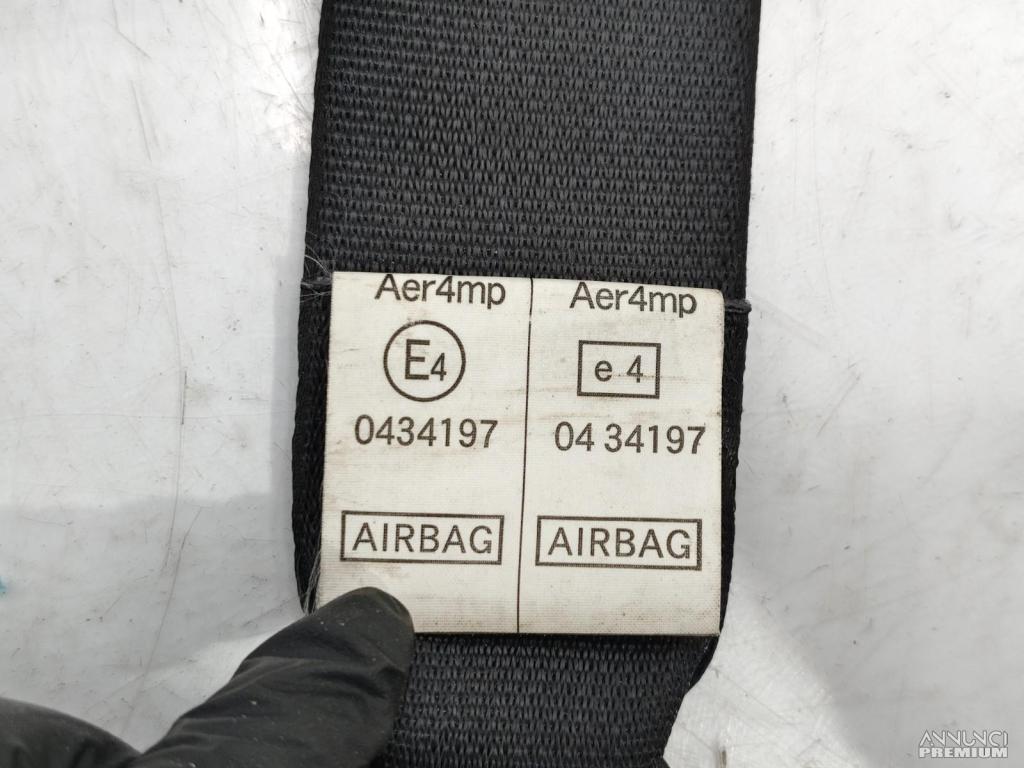 Aer4mp
E4
0434197
AIRBAG
Aer4mp
e 4
04 34197
AIRBAG
ANNUNCI
PREMIUM